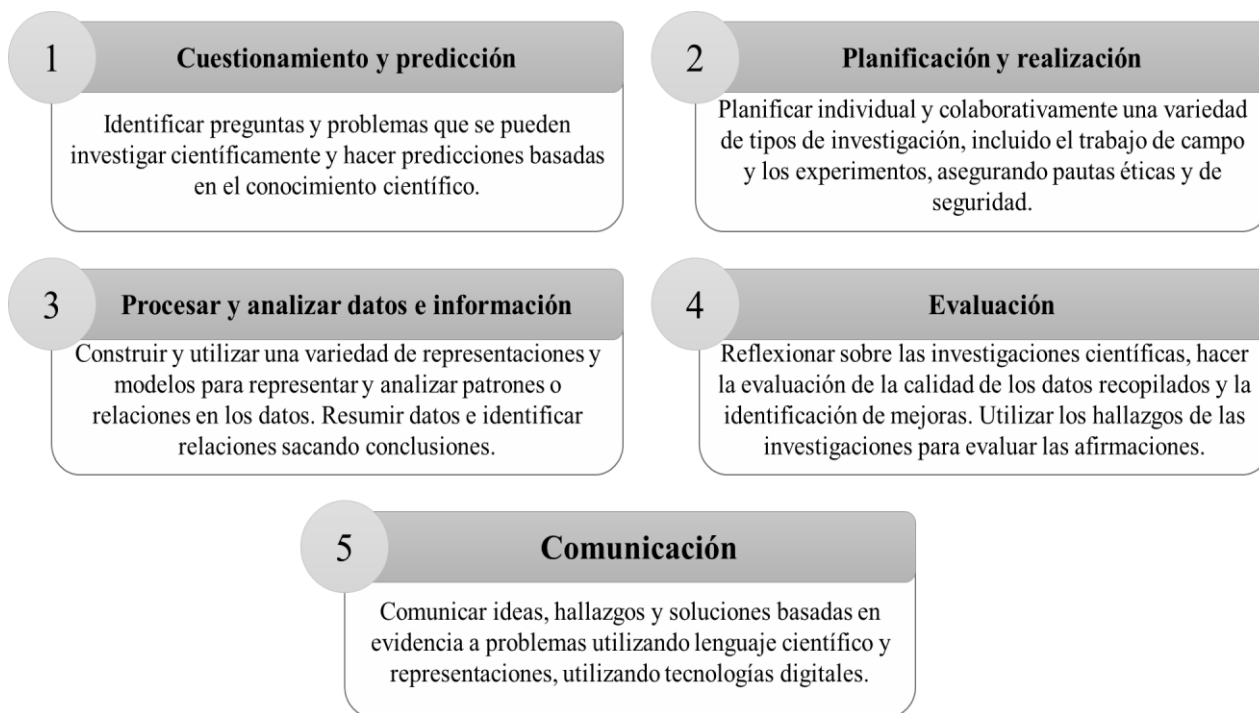 1
Cuestionamiento y predicción
Identificar preguntas y problemas que se pueden
investigar científicamente y hacer predicciones basadas
en el conocimiento científico.
2
Planificación y realización
Planificar individual y colaborativamente una variedad
de tipos de investigación, incluido el trabajo de campo
y los experimentos, asegurando pautas éticas y de
seguridad.
3
Procesar y analizar datos e información
Construir y utilizar una variedad de representaciones y
modelos para representar y analizar patrones o
relaciones en los datos. Resumir datos e identificar
relaciones sacando conclusiones.
4
Evaluación
Reflexionar sobre las investigaciones científicas, hacer
la evaluación de la calidad de los datos recopilados y la
identificación de mejoras. Utilizar los hallazgos de las
investigaciones para evaluar las afirmaciones.
5
Comunicación
Comunicar ideas, hallazgos y soluciones basadas en
evidencia a problemas utilizando lenguaje científico y
representaciones, utilizando tecnologías digitales.